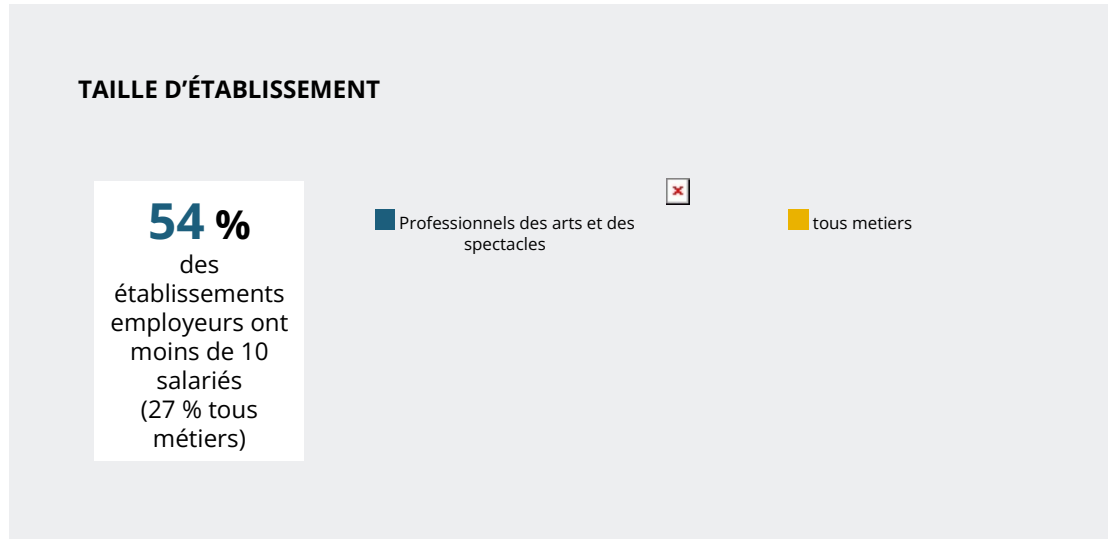 TAILLE D’ÉTABLISSEMENT
54 %
des
établissements
employeurs ont
moins de 10
salariés
(27 % tous
métiers)
Professionnels des arts et des
spectacles
tous metiers